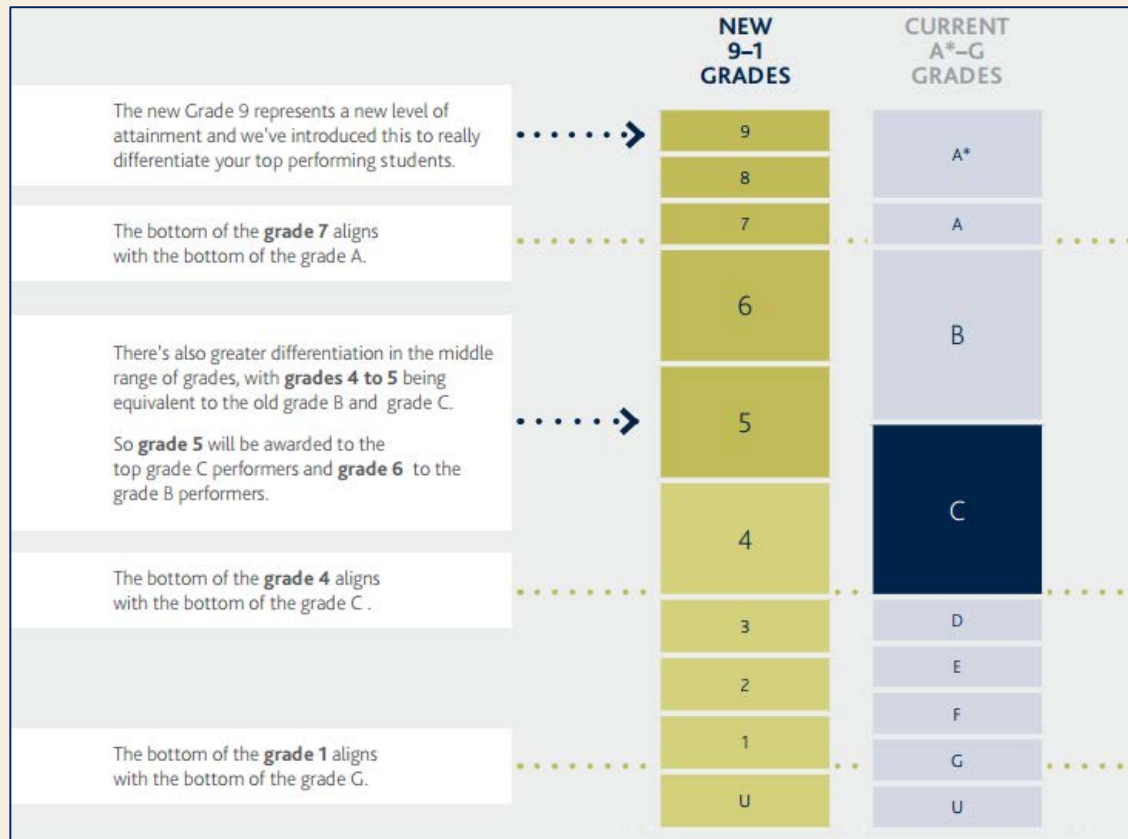 NEW
9–1
GRADES
CURRENT
A*–G
GRADES
The new Grade 9 represents a new level of
attainment and we've introduced this to really
differentiate your top performing students.
The bottom of the grade 7 aligns
with the bottom of the grade A.
There's also greater differentiation in the middle
range of grades, with grades 4 to 5 being
equivalent to the old grade B and grade C.
So grade 5 will be awarded to the
top grade C performers and grade 6 to the
grade B performers.
The bottom of the grade 4 aligns
with the bottom of the grade C .
The bottom of the grade 1 aligns
with the bottom of the grade G.
9
8
7
6
5
4
3
2
1
U
A*
A
B
C
D
E
F
G
U